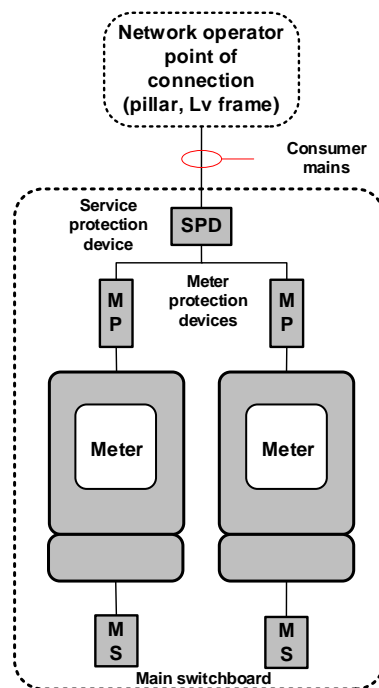 Network operator
point of
connection
(pillar, Lv frame)
Consumer
mains
Service
protection
device
SPD
Meter
protection
devices
M
P
M
P
Meter
Meter
M
S
M
S
Main switchboard